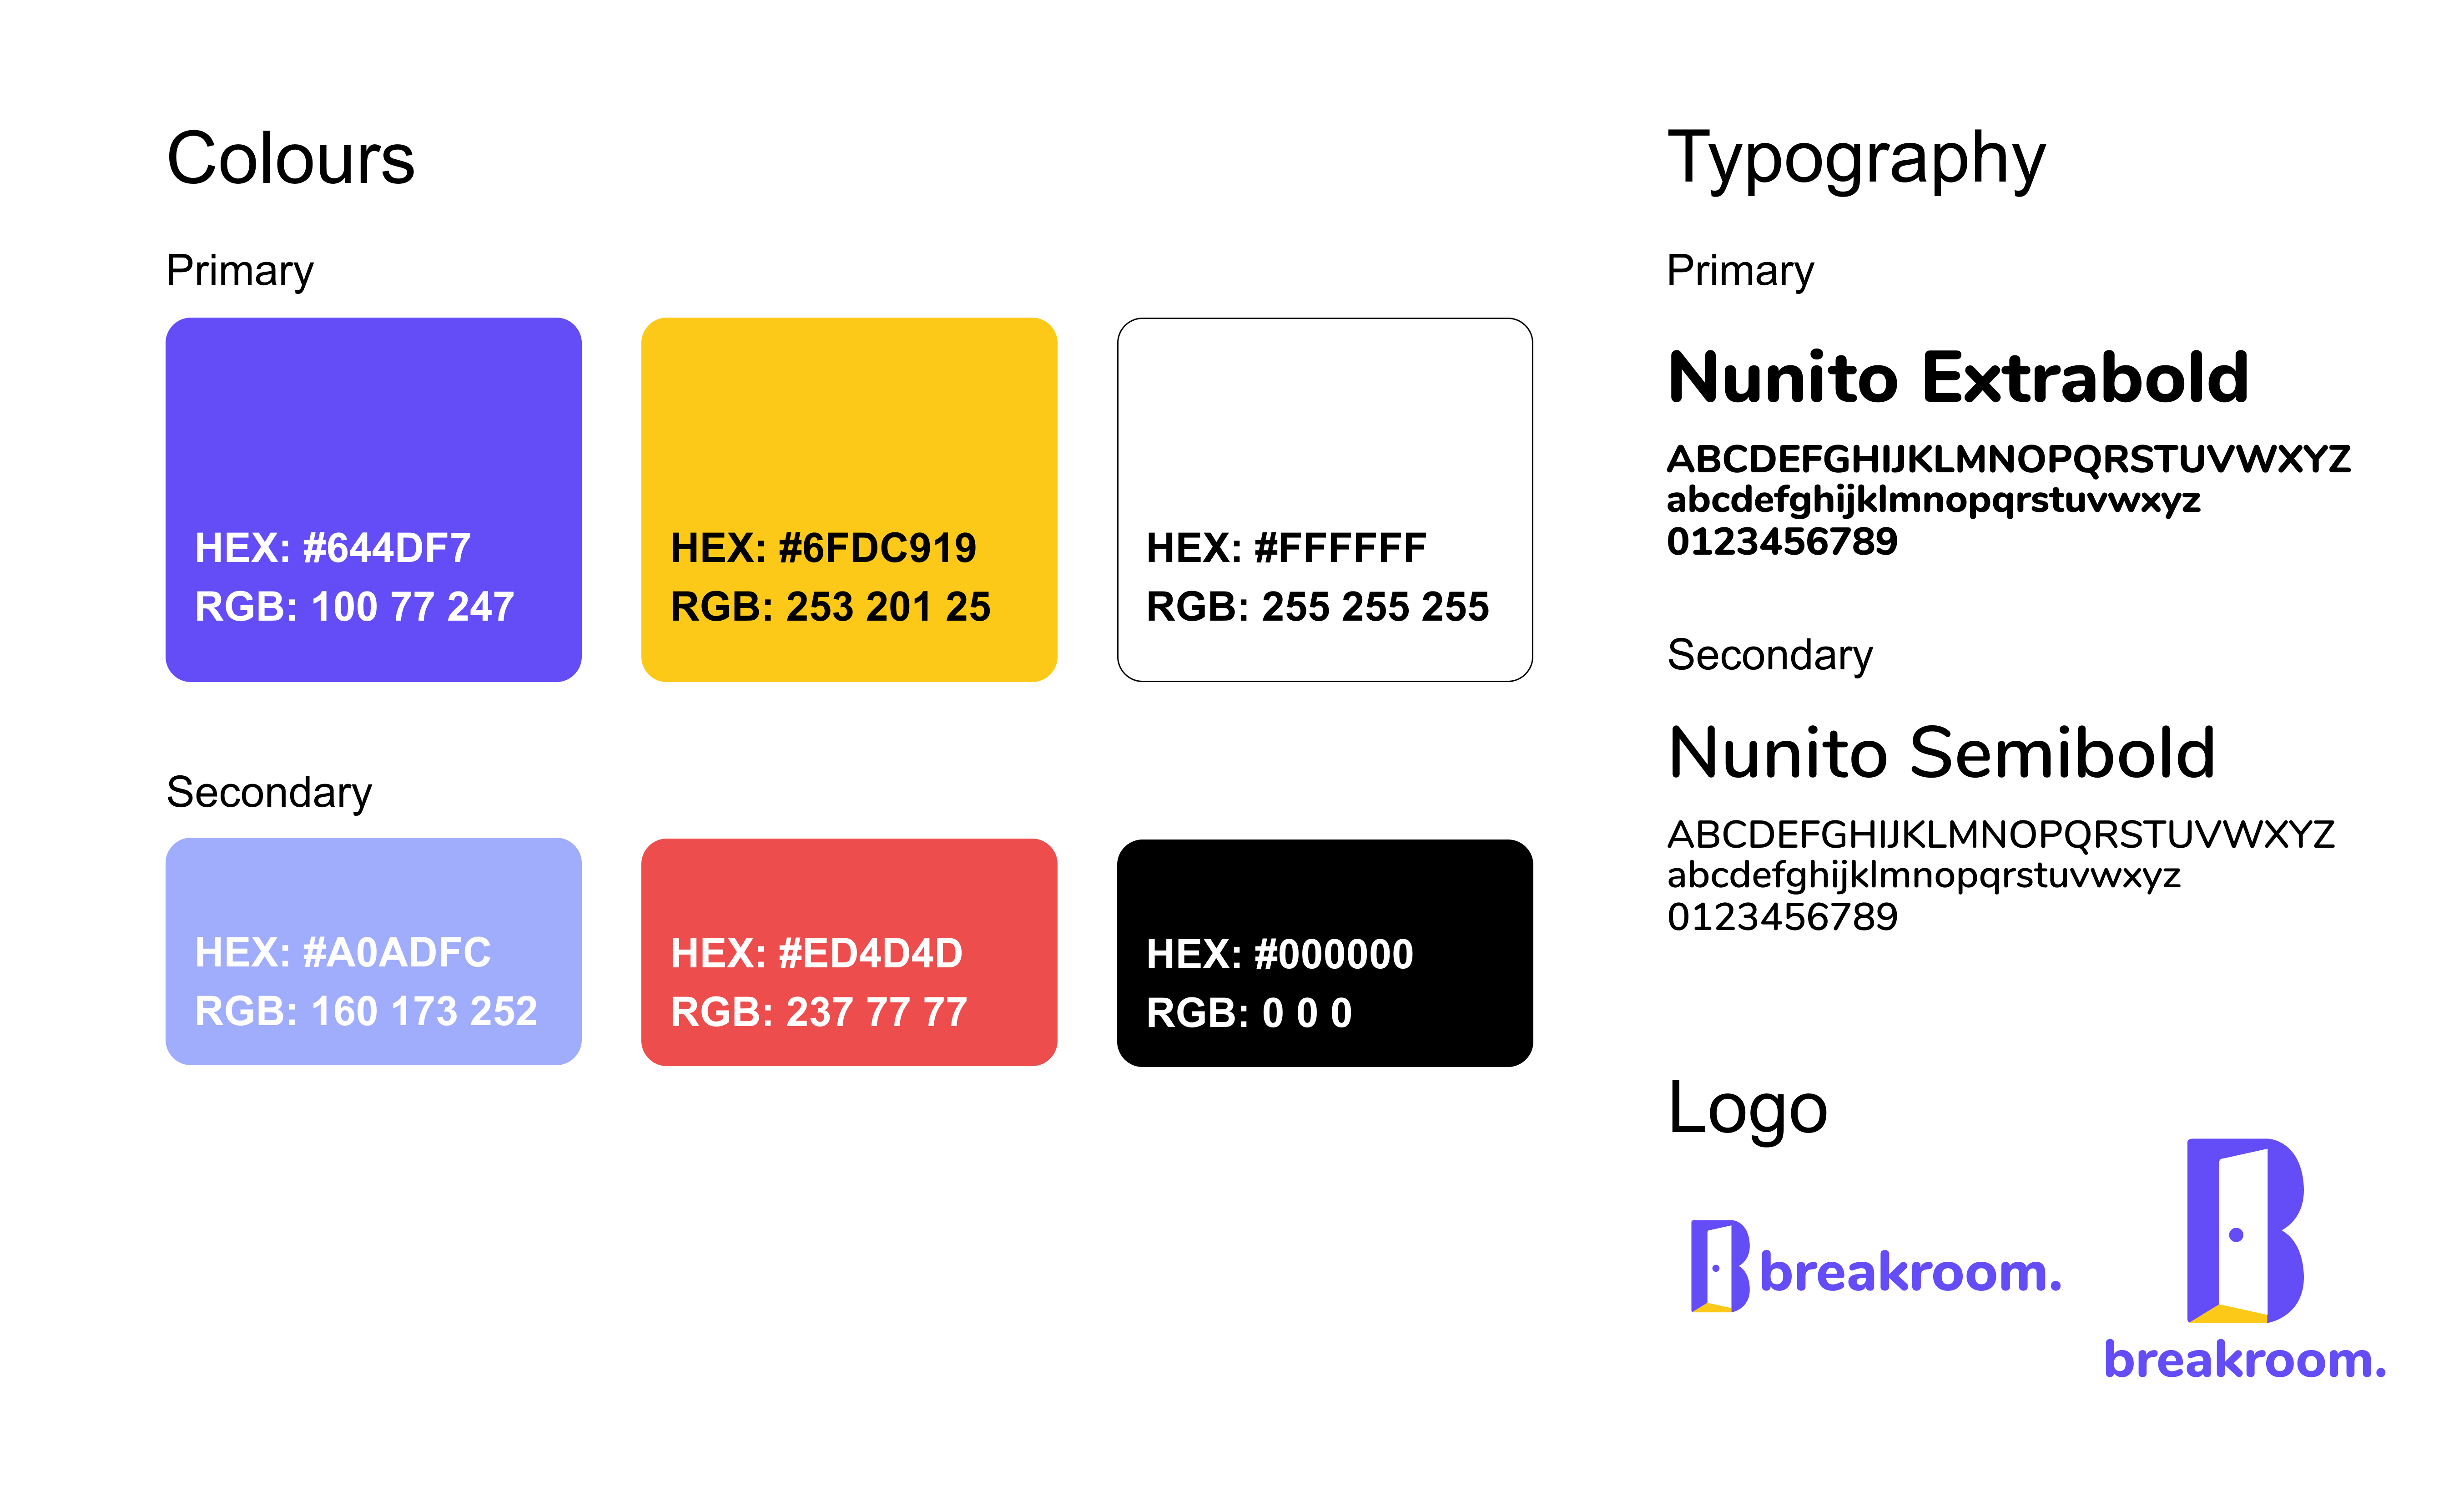 Colours
Primary
HEX: #644DF7
RGB: 100 77 247
HEX: #6FDC919
RGB: 253 201 25
HEX: #FFFFFF
RGB: 255 255 255
Secondary
HEX: #A0ADFC
RGB: 160 173 252
HEX: #ED4D4D
RGB: 237 77 77
HEX: #000000
RGB: 0 0 0
Typography
Primary
Nunito Extrabold
ABCDEFGHIJKLMNOPQRSTUVWXYZ
abcdefghijklmnopqrstuvwxyz
0123456789
Secondary
Nunito Semibold
ABCDEFGHIJKLMNOPQRSTUVWXYZ
abcdefghijklmnopqrstuvwxyz
0123456789
Logo
breakroom.
breakroom.